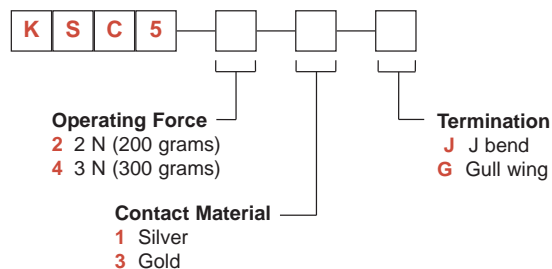 K S C 5
Operating Force
2 2 N (200 grams)
4 3 N (300 grams)
Termination
J J bend
G Gull wing
Contact Material
1 Silver
3 Gold